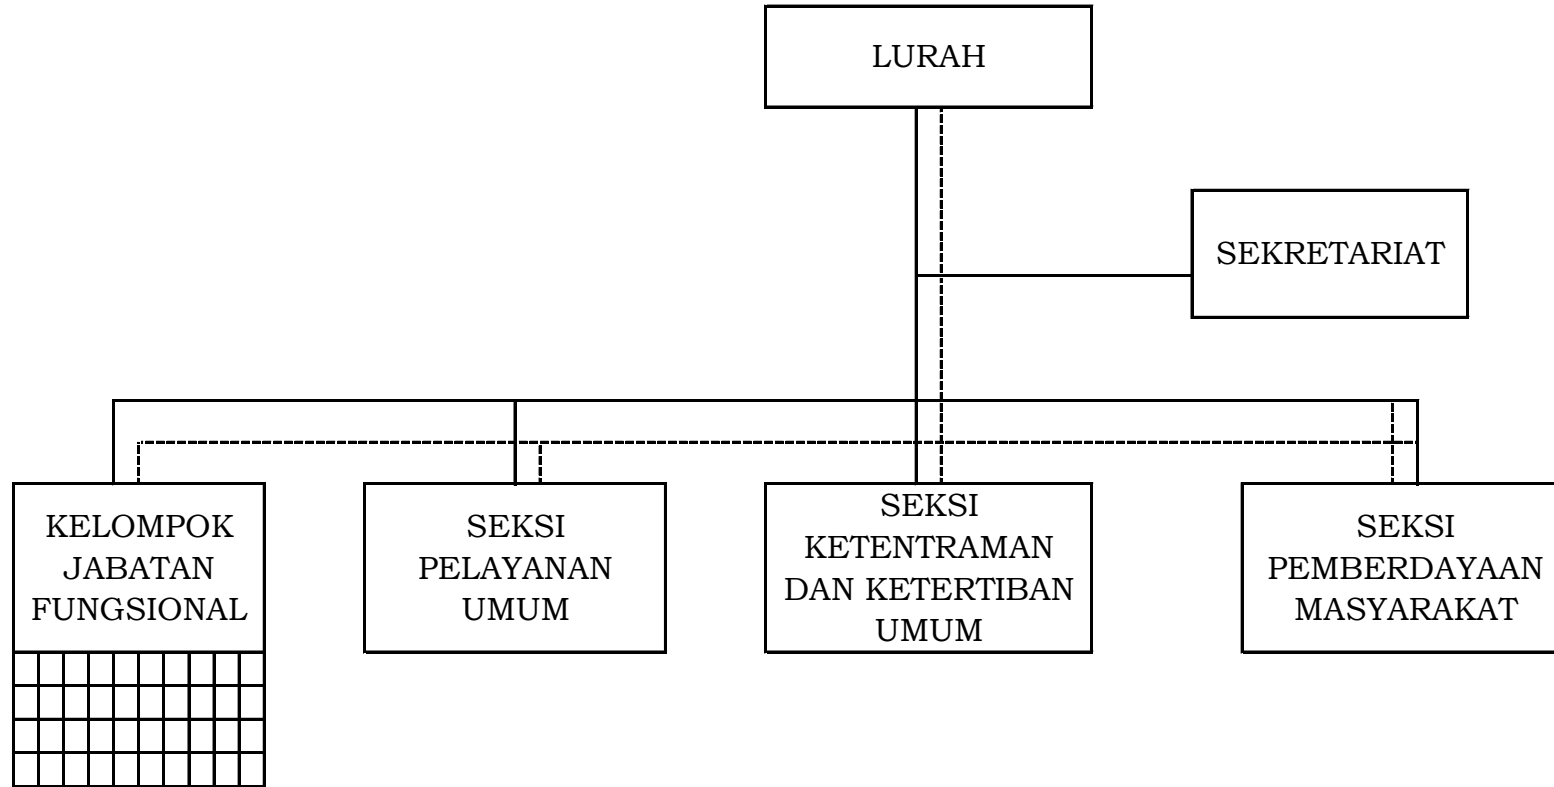 LURAH
SEKRETARIAT
KELOMPOK
JABATAN
FUNGSIONAL
SEKSI
PELAYANAN
UMUM
SEKSI
KETENTRAMAN
DAN KETERTIBAN
UMUM
SEKSI
PEMBERDAYAAN
MASYARAKAT